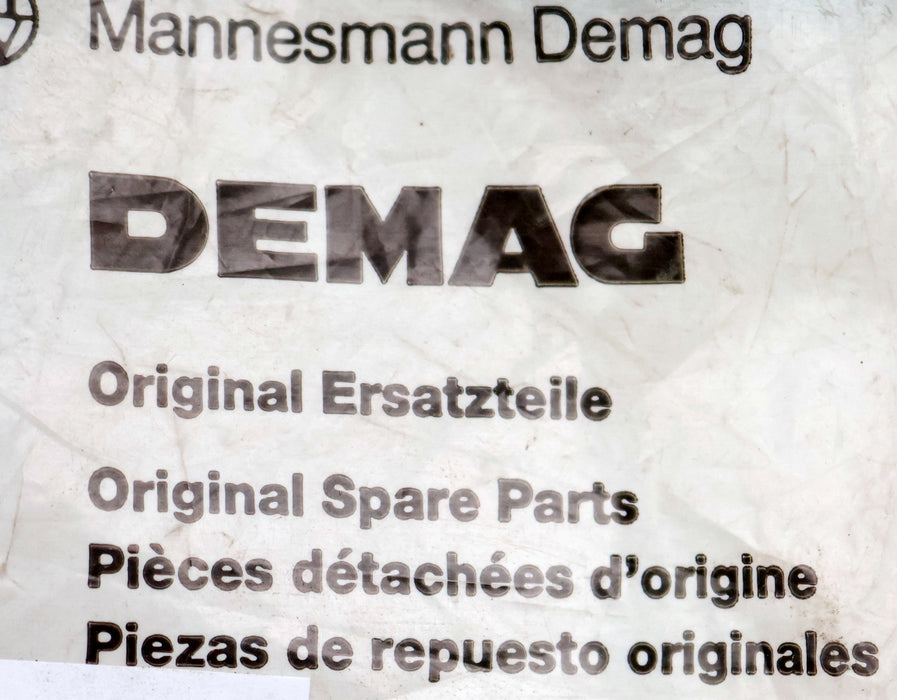 Mannesmann Demag
DEMAG
Original Ersatzteile
Original Spare Parts
Pièces détachées d'origine
Piezas de repuesto originales